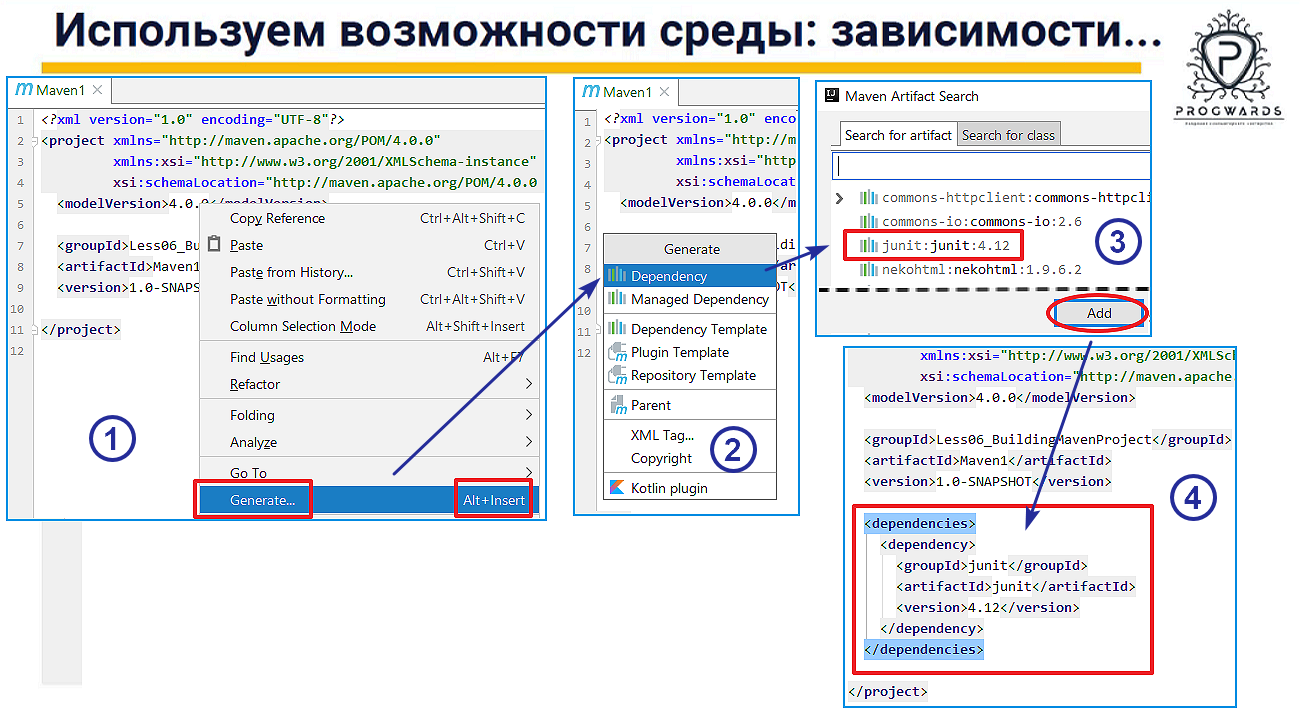 Используем возможности среды: зависимости...
PROGWARDS
Maven1
1 <?xml version="1.0" encoding="UTF-8"?>
2 <project xmlns="http://maven.apache.org/POM/4.0.0"
3 xmlns:xsi="http://www.w3.org/2001/XMLSchema-instance"
4 xsi:schemaLocation="http://maven.apache.org/POM/4.0.0
5 <modelVersion>4.0.0</modelVersion>
6
7 <groupId>Less06_Bu
8 <artifactId>Maven1
9 <version>1.0-SNAPS
10
11 </project>
12
Copy Reference Ctrl+Alt+Shift+C
Paste Ctrl+V
Paste from History... Ctrl+Shift+V
Paste without Formatting Ctrl+Alt+Shift+V
Column Selection Mode Alt+Shift+Insert
Find Usages Alt+F7
Refactor
Folding
Analyze
Go To
Generate... Alt+Insert
1
Maven1
1 <?xml version="1.0" enco
2 <project xmlns="http://m
3 xmlns:xsi="http
4 xsi:schemaLocat
5 <modelVersion>4.0.0</m
6
7 ldi
8 /ar
9 OT<
10
11
12
Generate
Dependency
Managed Dependency
Dependency Template
Plugin Template
Repository Template
Parent
XML Tag...
Copyright
Kotlin plugin
2
Maven Artifact Search
Search for artifact Search for class
commons-httpclient:commons-httpcli
commons-io:commons-io:2.6
junit:junit:4.12
nekohtml:nekohtml:1.9.6.2
Add
3
xmlns:xsi="http://www.w3.org/2001/XMLSch
xsi:schemaLocation="http://maven.apache.
<modelVersion>4.0.0</modelVersion>
<groupId>Less06_BuildingMavenProject</groupId>
<artifactId>Maven1</artifactId>
<version>1.0-SNAPSHOT</version>
<dependencies>
<dependency>
<groupId>junit</groupId>
<artifactId>junit</artifactId>
<version>4.12</version>
</dependency>
</dependencies>
</project>
4